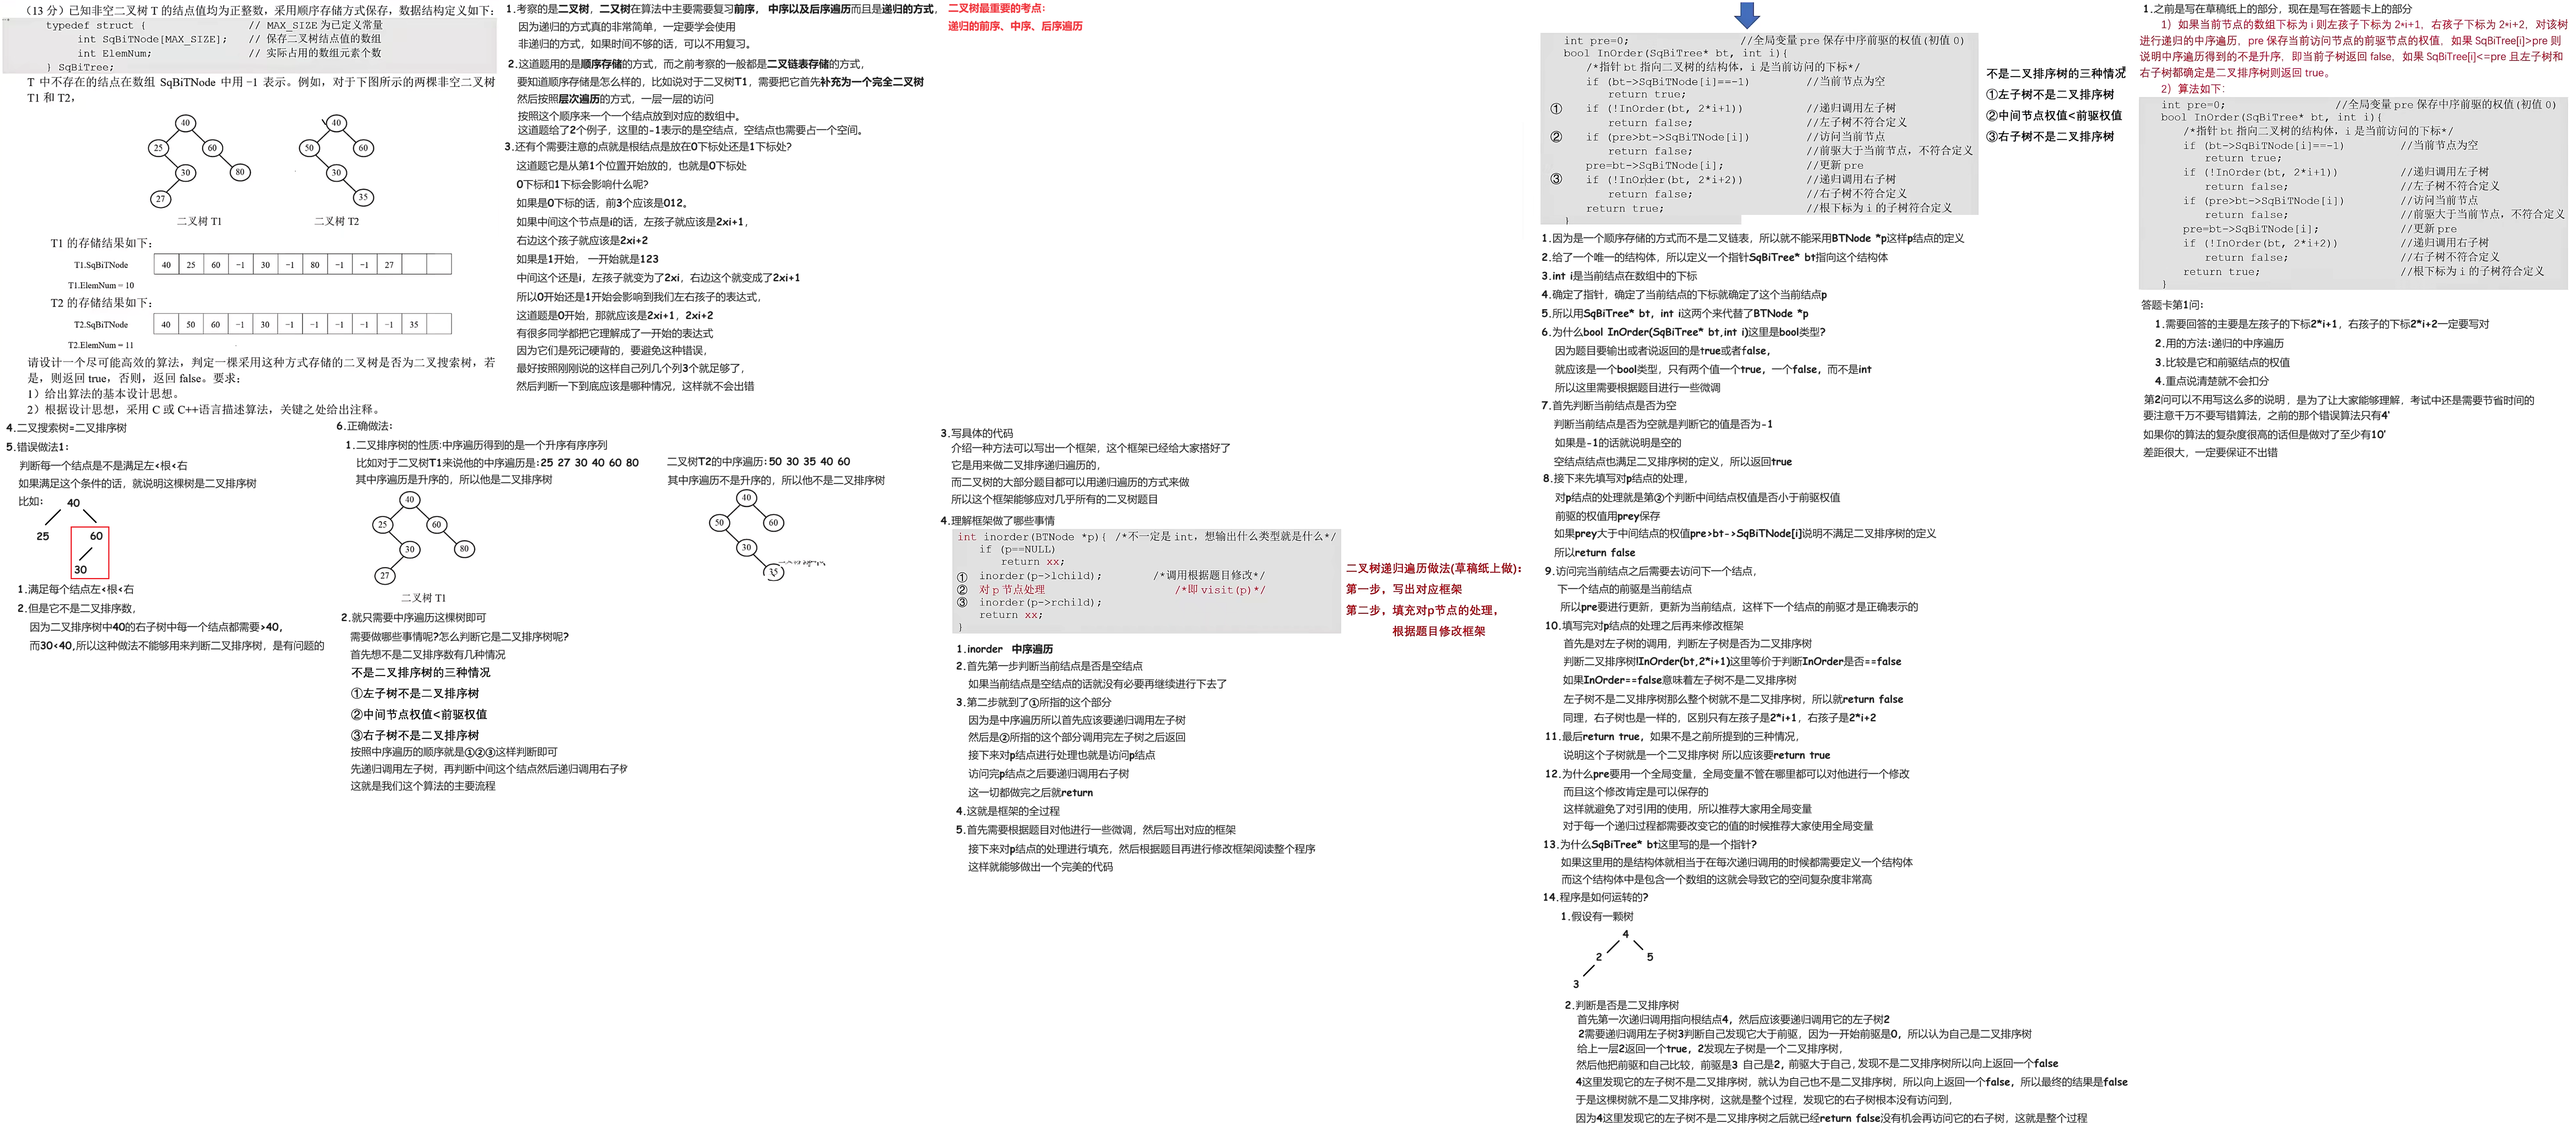 （13 分）已知非空二叉树 T 的结点值均为正整数，采用顺序存储方式保存，数据结构定义如下：
typedef struct { // MAX_SIZE 为已定义常量
int SqBiTNode[MAX_SIZE]; // 保存二叉树结点值的数组
int ElemNum; // 实际占用的数组元素个数
} SqBiTree;
T 中不存在的结点在数组 SqBiTNode 中用 -1 表示。例如，对于下图所示的两棵非空二叉树
T1 和 T2，
40
25 60
30 80
27
二叉树 T1
40
50 60
30
35
二叉树 T2
T1 的存储结果如下：
T1.SqBiTNode 40 25 60 -1 30 -1 80 -1 -1 27
T1.ElemNum = 10
T2 的存储结果如下：
T2.SqBiTNode 40 50 60 -1 30 -1 -1 -1 -1 -1 35
T2.ElemNum = 11
请设计一个尽可能高效的算法，判定一棵采用这种方式存储的二叉树是否为二叉搜索树，若
是，则返回 true，否则，返回 false。要求：
1）给出算法的基本设计思想。
2）根据设计思想，采用 C 或 C++语言描述算法，关键之处给出注释。
4.二叉搜索树=二叉排序树
5.错误做法1:
判断每一个结点是不是满足左<根<右
如果满足这个条件的话，就说明这棵树是二叉排序树
比如:
40
25 60
30
1.满足每个结点左<根<右
2.但是它不是二叉排序数，
因为二叉排序树中40的右子树中每一个结点都需要>40，
而30<40,所以这种做法不能够用来判断二叉排序树，是有问题的
1.考察的是二叉树，二叉树在算法中主要需要复习前序，中序以及后序遍历而且是递归的方式，
因为递归的方式真的非常简单，一定要学会使用
非递归的方式，如果时间不够的话，可以不用复习。
2.这道题用的是顺序存储的方式，而之前考察的一般都是二叉链表存储的方式，
要知道顺序存储是怎么样的，比如说对于二叉树T1，需要把它首先补充为一个完全二叉树
然后按照层次遍历的方式，一层一层的访问
按照这个顺序来一个一个结点放到对应的数组中。
这道题给了2个例子，这里的-1表示的是空结点，空结点也需要占一个空间。
3.还有个需要注意的点就是根结点是放在0下标处还是1下标处?
这道题它是从第1个位置开始放的，也就是0下标处
0下标和1下标会影响什么呢?
如果是0下标的话，前3个应该是012。
如果中间这个节点是i的话，左孩子就应该是2xi+1，
右边这个孩子就应该是2xi+2
如果是1开始，一开始就是123
中间这个还是i，左孩子就变为了2xi，右边这个就变成了2xi+1
所以0开始还是1开始会影响到我们左右孩子的表达式，
这道题是0开始，那就应该是2xi+1，2xi+2
有很多同学都把它理解成了一开始的表达式
因为它们是死记硬背的，要避免这种错误，
最好按照刚刚说的这样自己列几个列3个就足够了，
然后判断一下到底应该是哪种情况，这样就不会出错
二叉树最重要的考点:
递归的前序、中序、后序
6.正确做法:
1.二叉排序树的性质:中序遍历得到的是一个升序有序序列
比如对于二叉树T1来说他的中序遍历是:25 27 30 40 60 80
其中序遍历是升序的，所以他是二叉排序树
40
25 60
30 80
27
二叉树 T1
二叉树T2的中序遍历:50 30 35 40 60
其中序遍历不是升序的，所以他不是二叉排序树
40
50 60
30
35
2.就只需要中序遍历这棵树即可
需要做哪些事情呢?怎么判断它是二叉排序树呢?
首先想不是二叉排序数有几种情况
不是二叉排序树的三种情况
①左子树不是二叉排序树
②中间节点权值<前驱权值
③右子树不是二叉排序树
按照中序遍历的顺序就是①②③这样判断即可
先递归调用左子树，再判断中间这个结点然后递归调用右子
这就是我们这个算法的主要流程
3.写具体的代码
介绍一种方法可以写出一个框架，这个框架已经给大家搭好了
它是用来做二叉排序递归遍历的，
而二叉树的大部分题目都可以用递归遍历的方式来做
所以这个框架能够应对几乎所有的二叉树题目
4.理解框架做了哪些事情
int inorder(BTNode *p){ /*不一定是 int，想输出什么类型就是什么*/
if (p==NULL)
return xx;
① inorder(p->lchild); /*调用根据题目修改*/
② 对 p 节点处理 /*即 visit(p)*/
③ inorder(p->rchild);
return xx;
}
二叉树递归遍历做法(草稿纸上做):
第一步，写出对应框架
第二步，填充对p节点的处理，
根据题目修改框架
1.inorder 中序遍历
2.首先第一步判断当前结点是否是空结点
如果当前结点是空结点的话就没有必要再继续进行下去了
3.第二步就到了①所指的这个部分
因为是中序遍历所以首先应该要递归调用左子树
然后是②所指的这个部分调用完左子树之后返回
接下来对p结点进行处理也就是访问p结点
访问完p结点之后要递归调用右子树
这一切都做完之后就return
4.这就是框架的全过程
5.首先需要根据题目对他进行一些微调，然后写出对应的框架
接下来对p结点的处理进行填充，然后根据题目再进行修改框架阅读整个程序
这样就能够做出一个完美的代码
int pre=0; //全局变量 pre 保存中序前驱的权值(初值 0)
bool InOrder(SqBiTree* bt, int i){
/*指针 bt 指向二叉树的结构体，i 是当前访问的下标*/
if (bt->SqBiTNode[i]==-1) //当前节点为空
return true;
① if (!InOrder(bt, 2*i+1)) //递归调用左子树
return false; //左子树不符合定义
② if (pre>bt->SqBiTNode[i]) //访问当前节点
return false; //前驱大于当前节点，不符合定义
pre=bt->SqBiTNode[i]; //更新 pre
③ if (!InOrder(bt, 2*i+2)) //递归调用右子树
return false; //右子树不符合定义
return true; //根下标为 i 的子树符合定义
}
不是二叉排序树的三种情况
①左子树不是二叉排序树
②中间节点权值<前驱权值
③右子树不是二叉排序树
1.因为是一个顺序存储的方式而不是二叉链表，所以就不能采用BTNode *p这样p结点的定义
2.给了一个唯一的结构体，所以定义一个指针SqBiTree* bt指向这个结构体
3.int i是当前结点在数组中的下标
4.确定了指针，确定了当前结点的下标就确定了这个当前结点p
5.所以用SqBiTree* bt，int i这两个来代替了BTNode *p
6.为什么bool InOrder(SqBiTree* bt,int i)这里是bool类型?
因为题目要输出或者说返回的是true或者false，
就应该是一个bool类型，只有两个值一个true，一个false，而不是int
所以这里需要根据题目进行一些微调
7.首先判断当前结点是否为空
判断当前结点是否为空就是判断它的值是否为-1
如果是-1的话就说明是空的
空结点结点也满足二叉排序树的定义，所以返回true
8.接下来先填写对p结点的处理，
对p结点的处理就是第②个判断中间结点权值是否小于前驱权值
前驱的权值用prey保存
如果prey大于中间结点的权值pre>bt->SqBiTNode[i]说明不满足二叉排序树的定义
所以return false
9.访问完当前结点之后需要去访问下一个结点，
下一个结点的前驱是当前结点
所以pre要进行更新，更新为当前结点，这样下一个结点的前驱才是正确表示的
10.填写完对p结点的处理之后再来修改框架
首先是对左子树的调用，判断左子树是否为二叉排序树
判断二叉排序树!InOrder(bt,2*i+1)这里等价于判断InOrder是否==false
如果InOrder==false意味着左子树不是二叉排序树
左子树不是二叉排序树那么整个树就不是二叉排序树，所以就return false
同理，右子树也是一样的，区别只有左孩子是2*i+1，右孩子是2*i+2
11.最后return true，如果不是之前所提到的三种情况，
说明这个子树就是一个二叉排序树 所以应该要return true
12.为什么pre要用一个全局变量，全局变量不管在哪里都可以对他进行一个修改
而且这个修改肯定是可以保存的
这样就避免了对引用的使用，所以推荐大家用全局变量
对于每一个递归过程都需要改变它的值的时候推荐大家使用全局变量
13.为什么SqBiTree* bt这里写的是一个指针?
如果这里用的是结构体就相当于在每次递归调用的时候都需要定义一个结构体
而这个结构体中是包含一个数组的这就会导致它的空间复杂度非常高
14.程序是如何运转的?
1.假设有一颗树
4
2 5
3
2.判断是否是二叉排序树
首先第一次递归调用指向根结点4，然后应该要递归调用它的左子树2
2需要递归调用左子树3判断自己发现它大于前驱，因为一开始前驱是0，所以认为自己是二叉排序树
给上一层2返回一个true，2发现左子树是一个二叉排序树，
然后他把前驱和自己比较，前驱是3 自己是2，前驱大于自己，发现不是二叉排序树所以向上返回一个false
4这里发现它的左子树不是二叉排序树，就认为自己也不是二叉排序树，所以向上返回一个false，所以最终的结果是false
于是这棵树就不是二叉排序树，这就是整个过程，发现它的右子树根本没有访问到，
因为4这里发现它的左子树不是二叉排序树之后就已经return false没有机会再访问它的右子树，这就是整个过程
1.之前是写在草稿纸上的部分，现在是写在答题卡上的部分
1）如果当前节点的数组下标为 i 则左孩子下标为 2*i+1，右孩子下标为 2*i+2，对该树
进行递归的中序遍历，pre 保存当前访问节点的前驱节点的权值，如果 SqBiTree[i]>pre 则
说明中序遍历得到的不是升序，即当前子树返回 false，如果 SqBiTree[i]<=pre 且左子树和
右子树都确定是二叉排序树则返回 true。
2）算法如下：
int pre=0; //全局变量 pre 保存中序前驱的权值(初值 0)
bool InOrder(SqBiTree* bt, int i){
/*指针 bt 指向二叉树的结构体，i 是当前访问的下标*/
if (bt->SqBiTNode[i]==-1) //当前节点为空
return true;
if (!InOrder(bt, 2*i+1)) //递归调用左子树
return false; //左子树不符合定义
if (pre>bt->SqBiTNode[i]) //访问当前节点
return false; //前驱大于当前节点，不符合定义
pre=bt->SqBiTNode[i]; //更新 pre
if (!InOrder(bt, 2*i+2)) //递归调用右子树
return false; //右子树不符合定义
return true; //根下标为 i 的子树符合定义
}
答题卡第1问:
1.需要回答的主要是左孩子的下标2*i+1，右孩子的下标2*i+2一定要写对
2.用的方法:递归的中序遍历
3.比较是它和前驱结点的权值
4.重点说清楚就不会扣分
第2问可以不用写这么多的说明，是为了让大家能够理解，考试中还是需要节省时间的
要注意千万不要写错算法，之前的那个错误算法只有4'
如果你的算法的复杂度很高的话但是做对了至少有10'
差距很大，一定要保证不出错